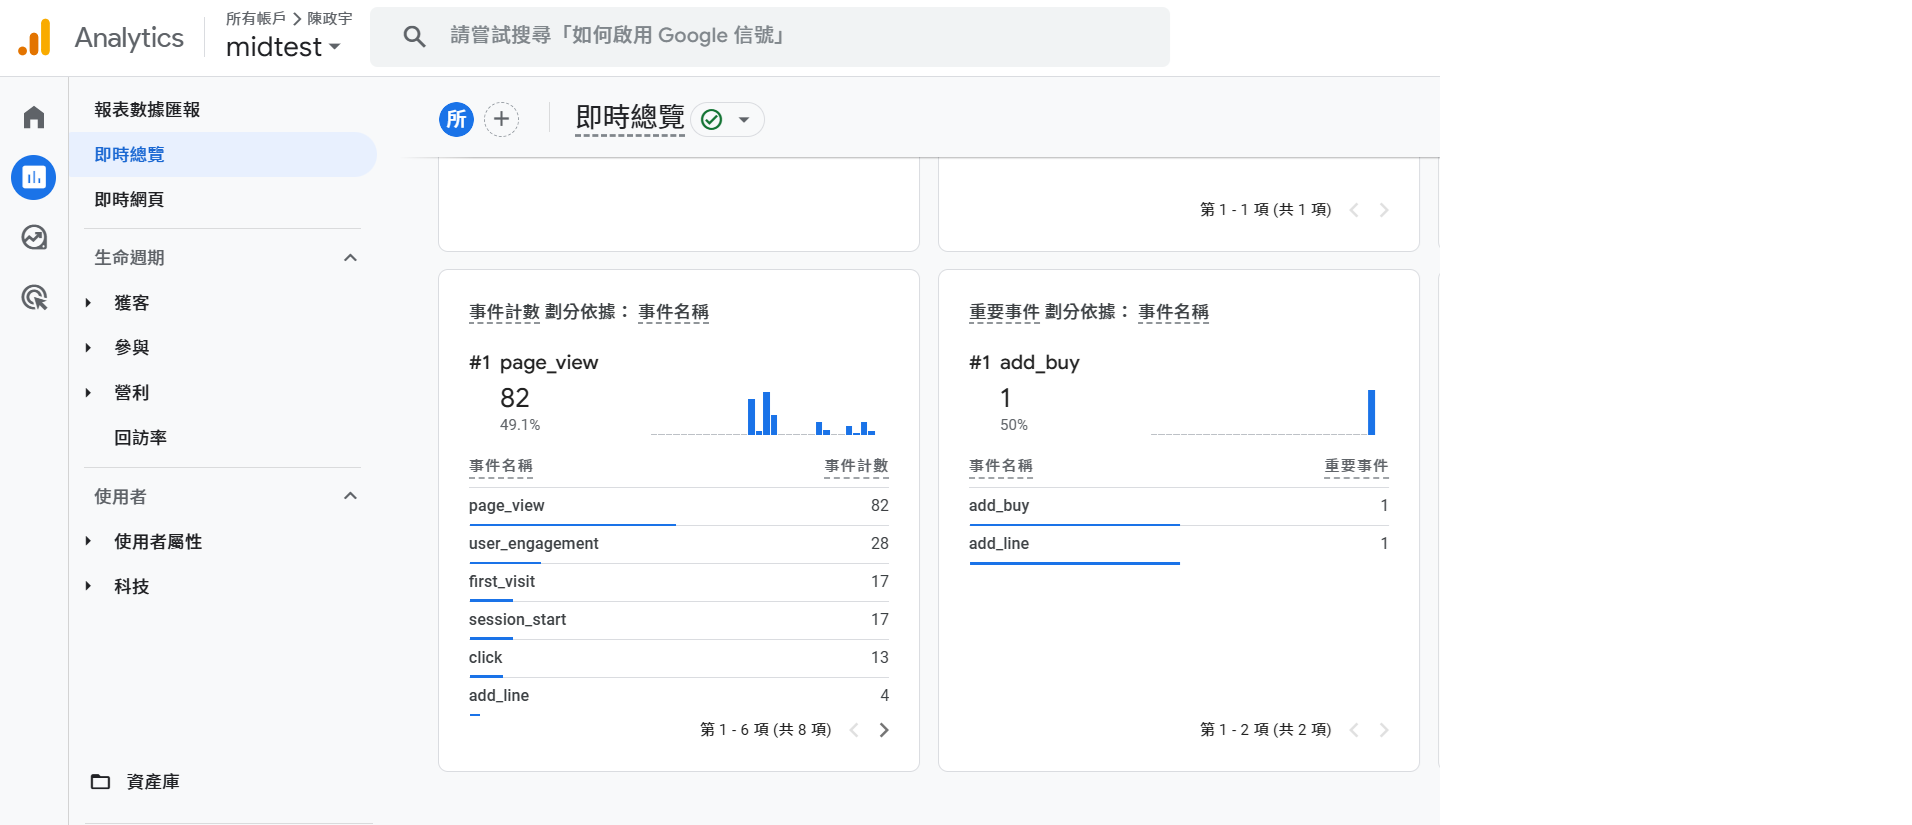 Analytics
所有帳戶 > 陳政宇
midtest
請嘗試搜尋「如何啟用 Google 信號」
報表數據匯報
即時總覽
即時網頁
生命週期
獲客
參與
營利
回訪率
使用者
使用者屬性
科技
資產庫
所
即時總覽
第 1 - 1 項 (共 1 項)
事件計數 劃分依據： 事件名稱
#1 page_view
82
49.1%
事件名稱 事件計數
page_view 82
user_engagement 28
first_visit 17
session_start 17
click 13
add_line 4
第 1 - 6 項 (共 8 項)
重要事件 劃分依據： 事件名稱
#1 add_buy
1
50%
事件名稱 重要事件
add_buy 1
add_line 1
第 1 - 2 項 (共 2 項)